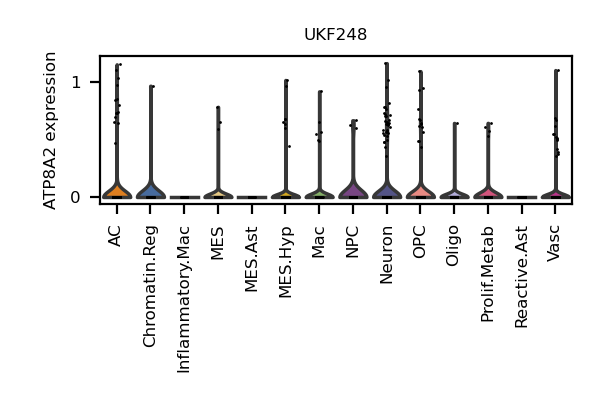 UKF248
ATP8A2 expression
1
0
AC
Chromatin.Reg
Inflammatory.Mac
MES
MES.Ast
MES.Hyp
Mac
NPC
Neuron
OPC
Oligo
Prolif.Metab
Reactive.Ast
Vasc